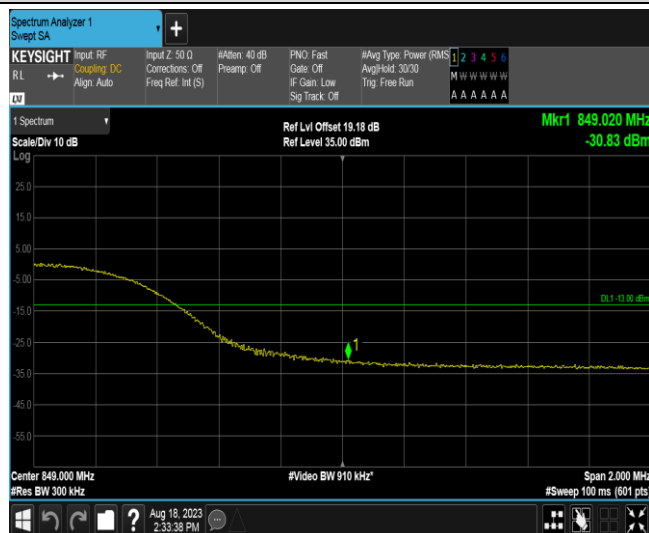 Spectrum Analyzer 1
Swept SA
+
KEYSIGHT
RL
LXI
Input: RF
Coupling: DC
Align: Auto
Input Z: 50 Ω
Corrections: Off
Freq Ref: Int (S)
#Atten: 40 dB
Preamp: Off
PNO: Fast
Gate: Off
IF Gain: Low
Sig Track: Off
#Avg Type: Power (RMS
Avg|Hold: 30/30
Trig: Free Run
1 2 3 4 5 6
M W W W W W
A A A A A A
1 Spectrum
Scale/Div 10 dB
Log
Ref Lvl Offset 19.18 dB
Ref Level 35.00 dBm
Mkr1 849.020 MHz
-30.83 dBm
25.0
15.0
5.00
-5.00
-15.0
-25.0
-35.0
-45.0
-55.0
DL1 -13.00 dBm
1
Center 849.000 MHz
#Res BW 300 kHz
#Video BW 910 kHz*
Span 2.000 MHz
#Sweep 100 ms (601 pts)
?
Aug 18, 2023
2:33:38 PM